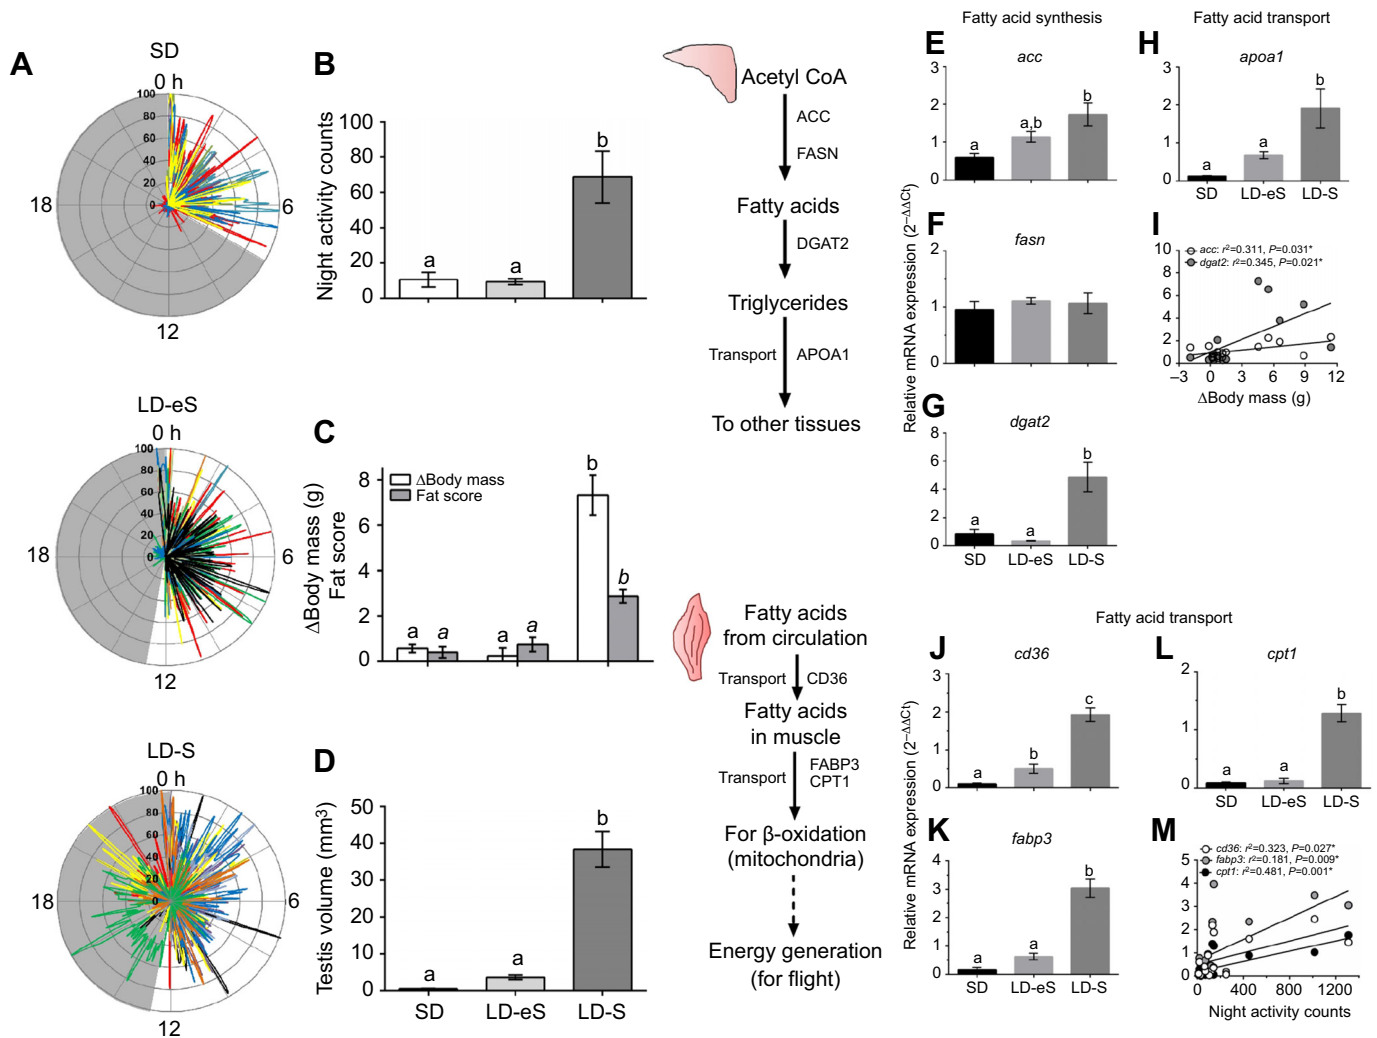 A
SD
0 h
100
80
60
40
20
0
18
6
12
LD-eS
0 h
100
80
60
40
20
0
18
6
12
LD-S
0 h
100
80
60
40
20
0
18
6
12
B
Night activity counts
100
80
60
40
20
0
a
a
b
C
ΔBody mass (g)
Fat score
8
6
4
2
0
ΔBody mass
Fat score
a
a
a
a
b
b
D
Testis volume (mm³)
50
40
30
20
10
0
a
a
b
SD
LD-eS
LD-S
Acetyl CoA
ACC
FASN
Fatty acids
DGAT2
Triglycerides
Transport
APOA1
To other tissues
Fatty acids
from circulation
Transport
CD36
Fatty acids
in muscle
Transport
FABP3
CPT1
For β-oxidation
(mitochondria)
Energy generation
(for flight)
Fatty acid synthesis
Relative mRNA expression (2⁻ΔΔCt)
E
acc
3
2
1
0
a
a,b
b
F
fasn
2
1
0
G
dgat2
8
6
4
2
0
a
a
b
SD
LD-eS
LD-S
Fatty acid transport
H
apoa1
3
2
1
0
a
a
b
SD
LD-eS
LD-S
I
acc: r²=0.311, P=0.031*
dgat2: r²=0.345, P=0.021*
10
8
6
4
2
0
–3
0
3
6
9
12
ΔBody mass (g)
Fatty acid transport
Relative mRNA expression (2⁻ΔΔCt)
J
cd36
3
2
1
0
a
b
c
K
fabp3
4
3
2
1
0
a
a
b
SD
LD-eS
LD-S
L
cpt1
2
1
0
a
a
b
SD
LD-eS
LD-S
M
cd36: r²=0.323, P=0.027*
fabp3: r²=0.181, P=0.009*
cpt1: r²=0.481, P=0.001*
5
4
3
2
1
0
0
400
800
1200
Night activity counts